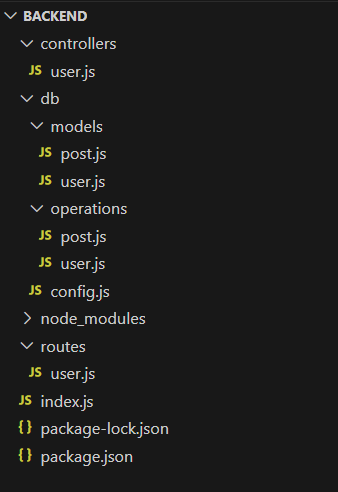 BACKEND
controllers
JS user.js
db
models
JS post.js
JS user.js
operations
JS post.js
JS user.js
JS config.js
node_modules
routes
JS user.js
JS index.js
{ } package-lock.json
{ } package.json